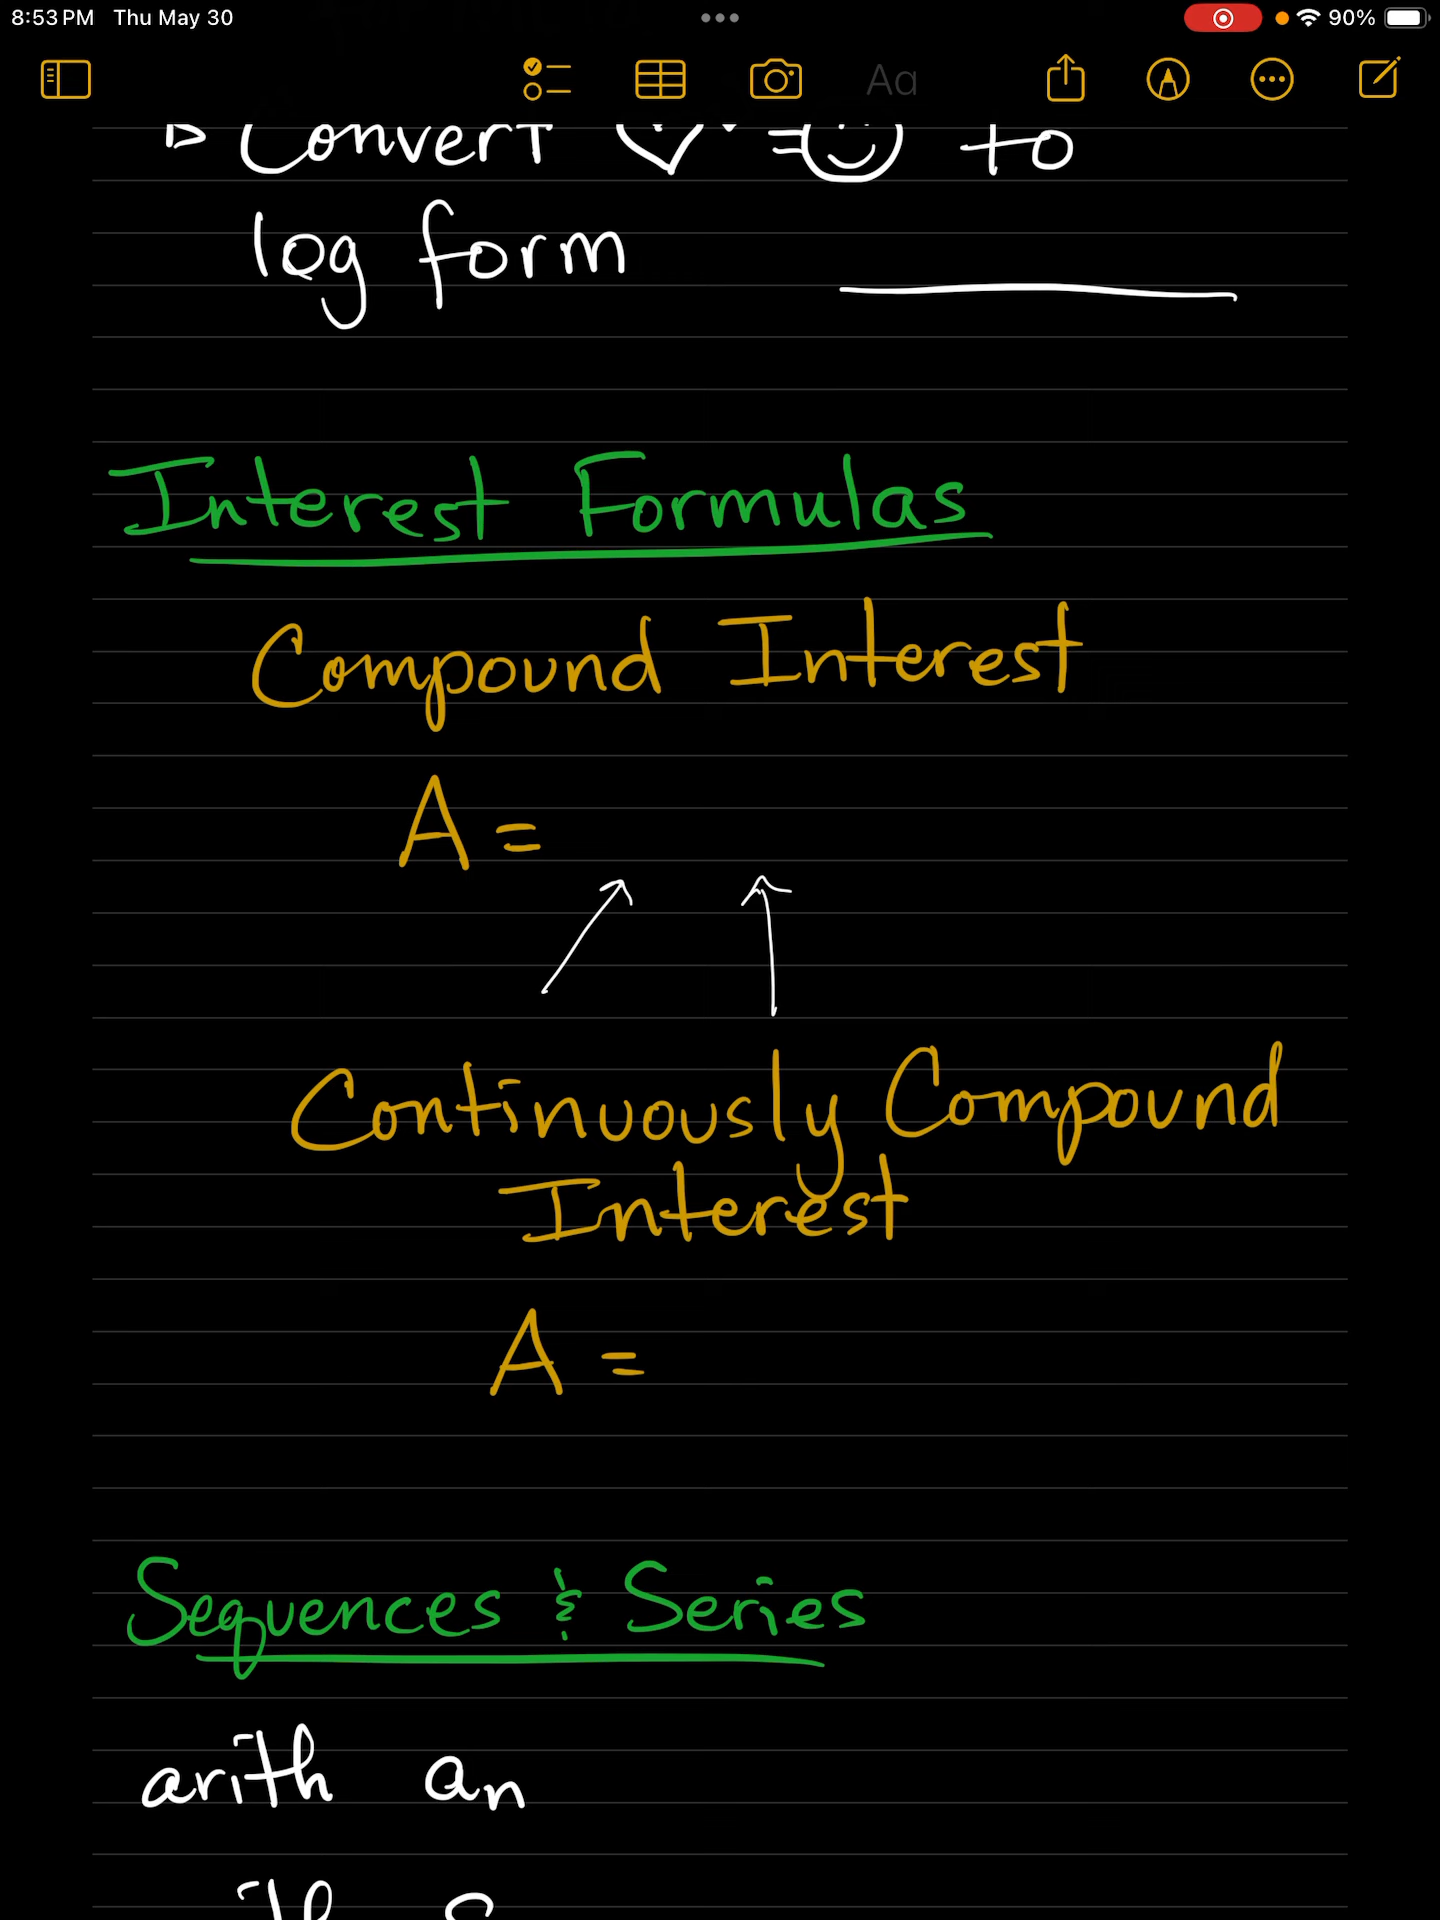 8:53 PM Thu May 30 90%
Aa
Convert = to
log form
Interest Formulas
Compound Interest
A =
Continuously Compound
Interest
A =
Sequences & Series
arith an